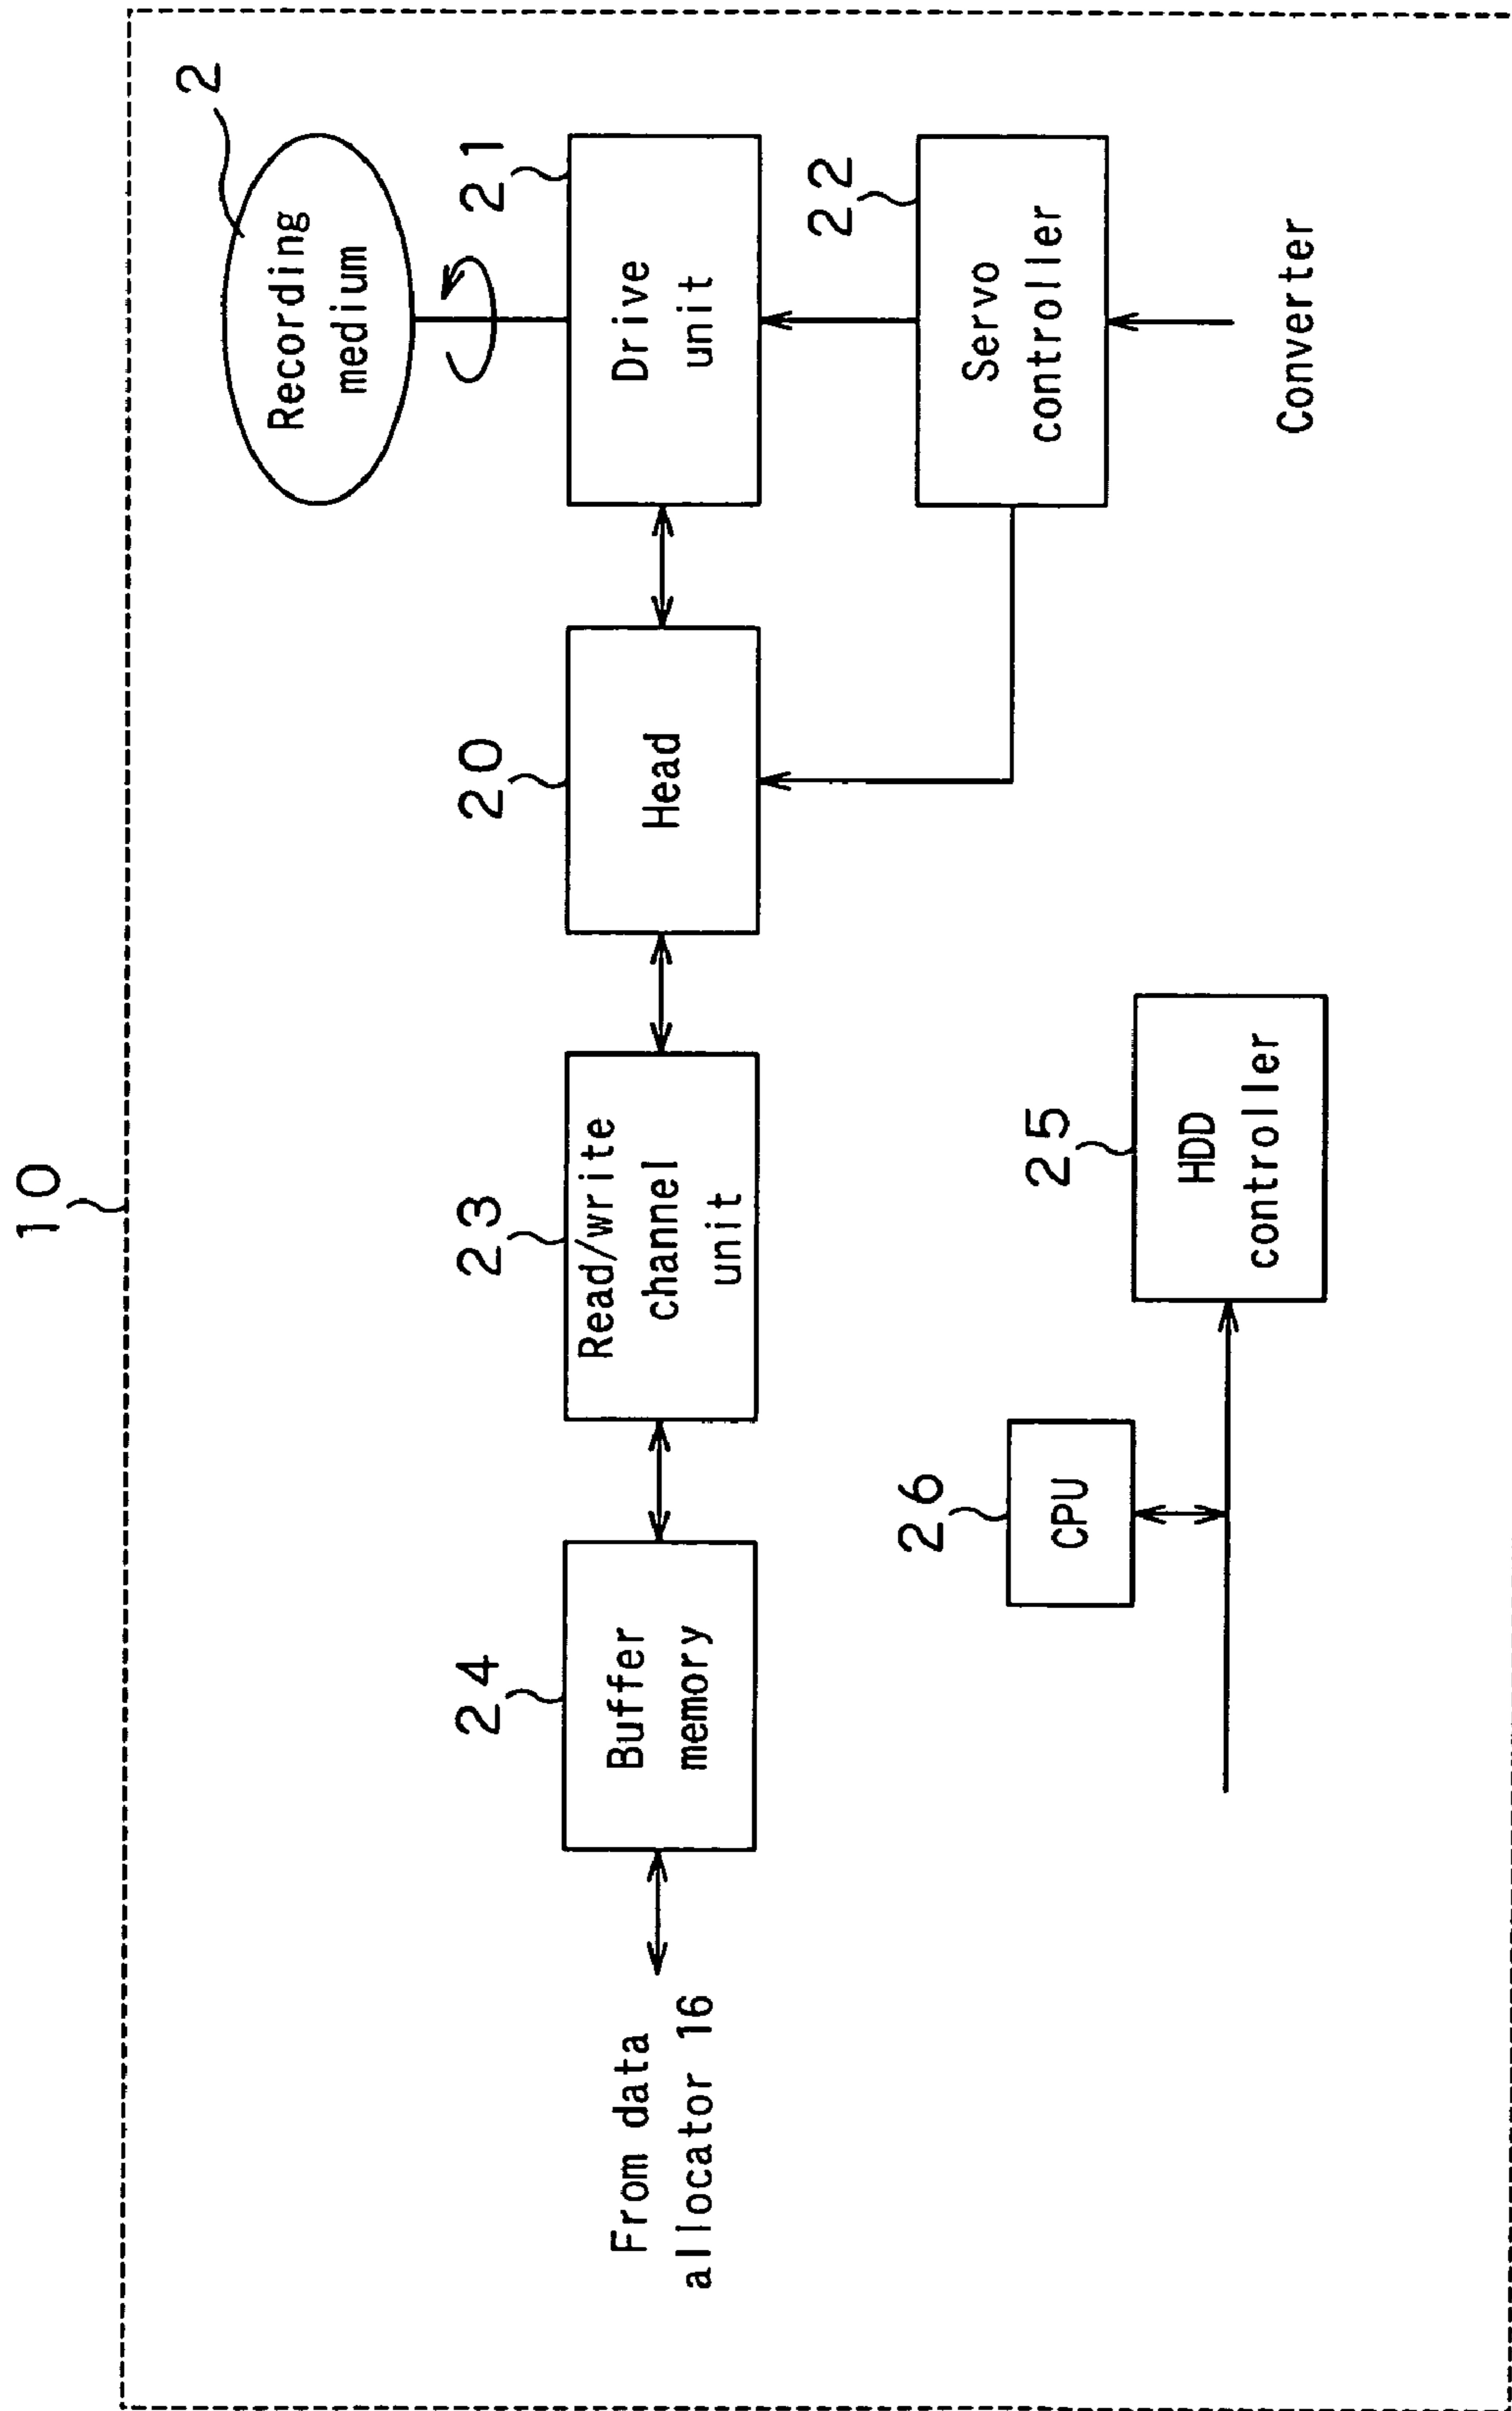 10
2
Recording
medium
24
23
20
21
From data
allocator 16
Buffer
memory
Read/write
channel
unit
Head
Drive
unit
26
CPU
25
HDD
controller
22
Servo
controller
Converter